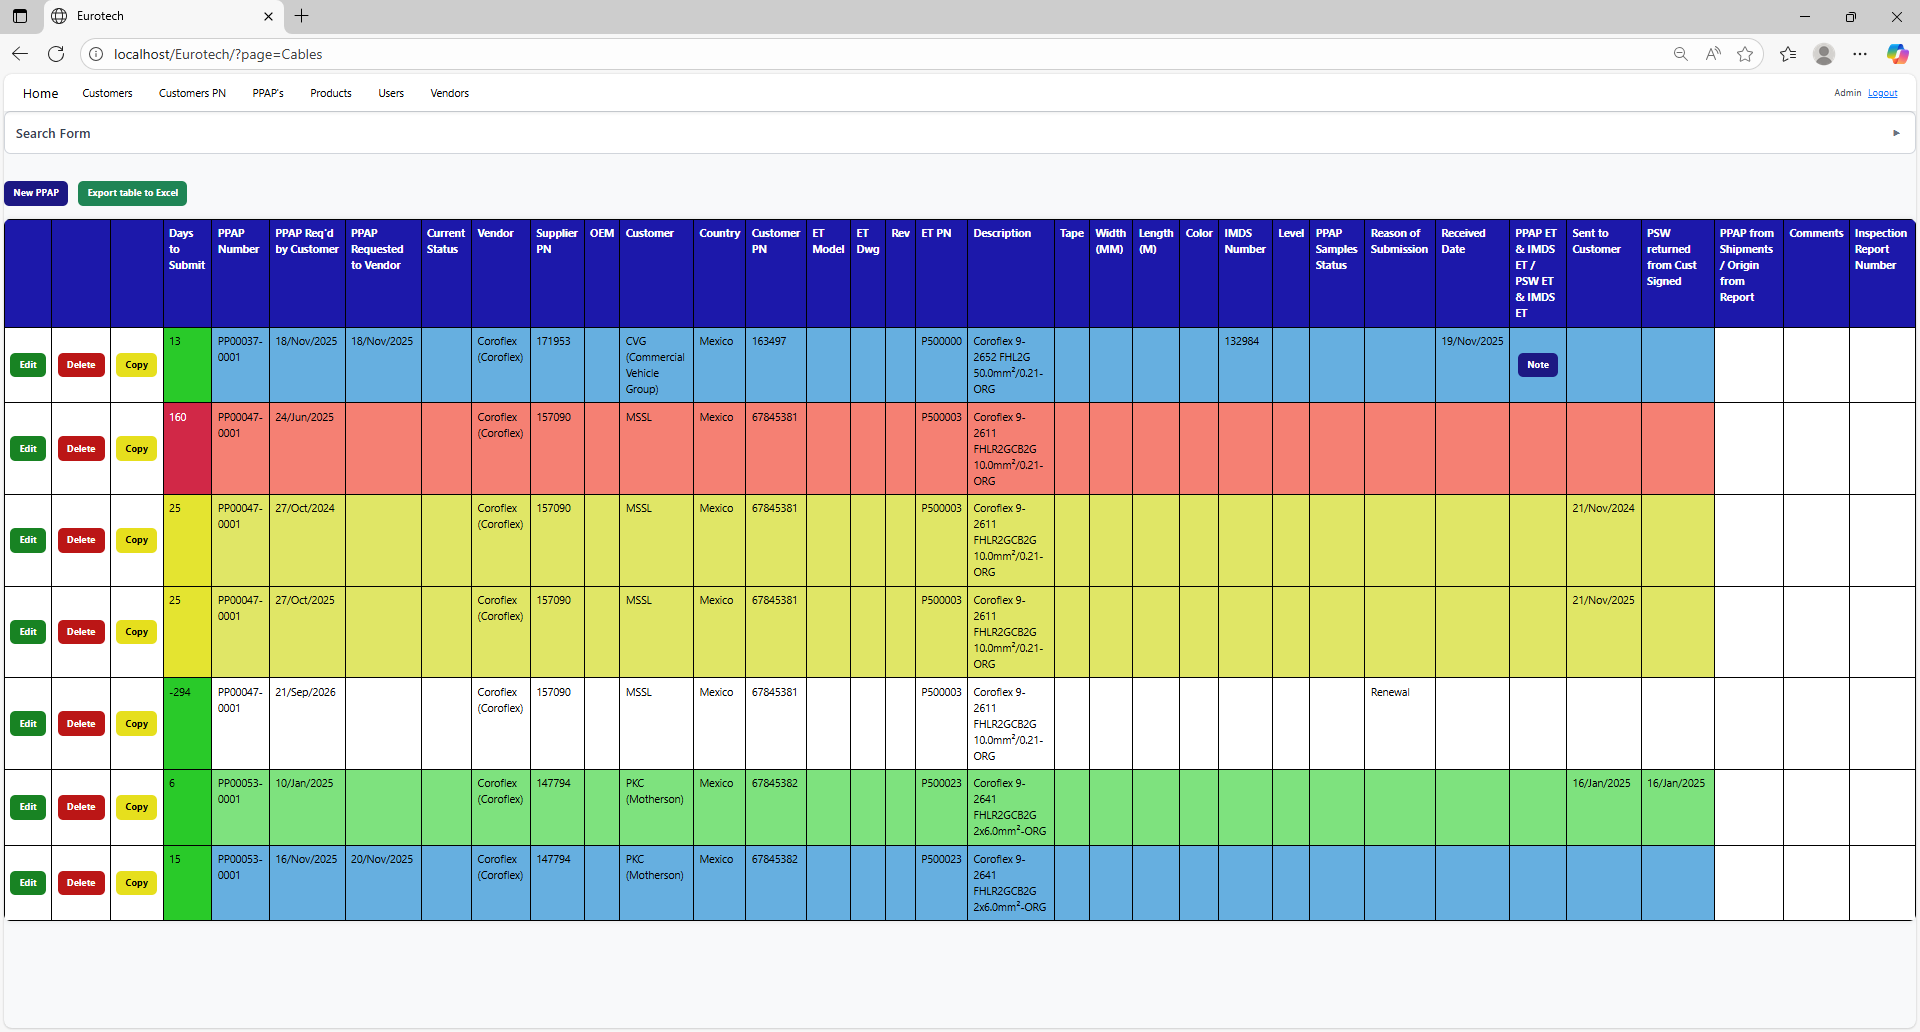 Eurotech
localhost/Eurotech/?page=Cables
Home Customers Customers PN PPAP's Products Users Vendors Admin Logout
Search Form
New PPAP Export table to Excel
Days to Submit PPAP Number PPAP Req'd by Customer PPAP Requested to Vendor Current Status Vendor Supplier PN OEM Customer Country Customer PN ET Model ET Dwg Rev ET PN Description Tape Width (MM) Length (M) Color IMDS Number Level PPAP Samples Status Reason of Submission Received Date PPAP ET & IMDS ET / PSW ET & IMDS ET Sent to Customer PSW returned from Cust Signed PPAP from Shipments / Origin from Report Comments Inspection Report Number
Edit Delete Copy 13 PP00037-0001 18/Nov/2025 18/Nov/2025 Coroflex (Coroflex) 171953 CVG (Commercial Vehicle Group) Mexico 163497 P500000 Coroflex 9-2652 FHL2G 50.0mm²/0.21-ORG 132984 19/Nov/2025 Note
Edit Delete Copy 160 PP00047-0001 24/Jun/2025 Coroflex (Coroflex) 157090 MSSL Mexico 67845381 P500003 Coroflex 9-2611 FHLR2GCB2G 10.0mm²/0.21-ORG
Edit Delete Copy 25 PP00047-0001 27/Oct/2024 Coroflex (Coroflex) 157090 MSSL Mexico 67845381 P500003 Coroflex 9-2611 FHLR2GCB2G 10.0mm²/0.21-ORG 21/Nov/2024
Edit Delete Copy 25 PP00047-0001 27/Oct/2025 Coroflex (Coroflex) 157090 MSSL Mexico 67845381 P500003 Coroflex 9-2611 FHLR2GCB2G 10.0mm²/0.21-ORG 21/Nov/2025
Edit Delete Copy -294 PP00047-0001 21/Sep/2026 Coroflex (Coroflex) 157090 MSSL Mexico 67845381 P500003 Coroflex 9-2611 FHLR2GCB2G 10.0mm²/0.21-ORG Renewal
Edit Delete Copy 6 PP00053-0001 10/Jan/2025 Coroflex (Coroflex) 147794 PKC (Motherson) Mexico 67845382 P500023 Coroflex 9-2641 FHLR2GCB2G 2x6.0mm²-ORG 16/Jan/2025 16/Jan/2025
Edit Delete Copy 15 PP00053-0001 16/Nov/2025 20/Nov/2025 Coroflex (Coroflex) 147794 PKC (Motherson) Mexico 67845382 P500023 Coroflex 9-2641 FHLR2GCB2G 2x6.0mm²-ORG